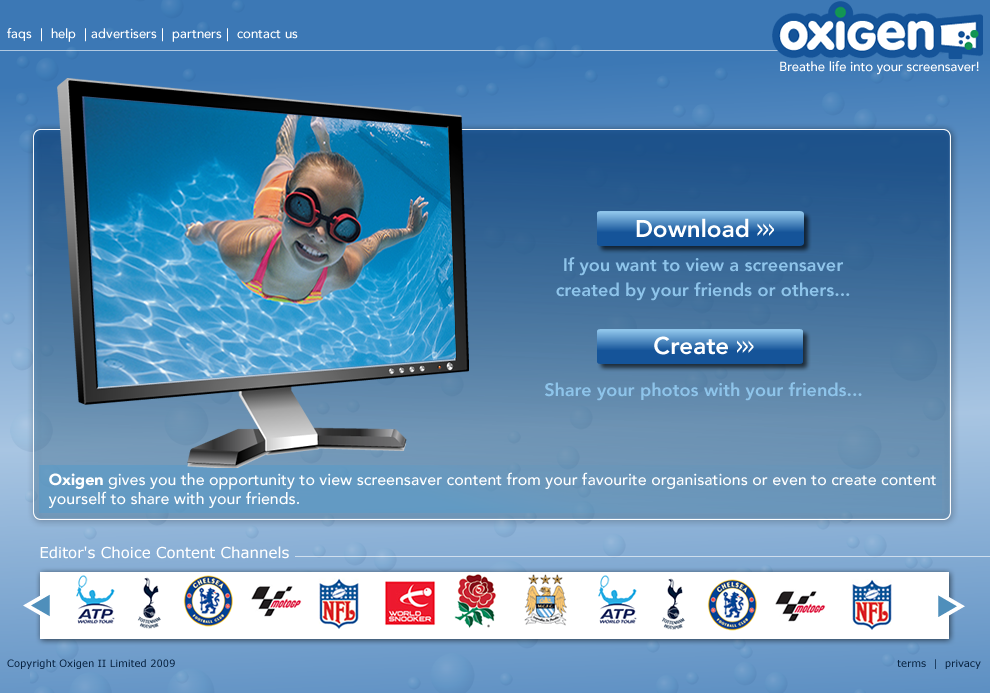 faqs | help | advertisers | partners | contact us
oxigen
Breathe life into your screensaver!
Download »»
If you want to view a screensaver
created by your friends or others...
Create »»
Share your photos with your friends...
Oxigen gives you the opportunity to view screensaver content from your favourite organisations or even to create content
yourself to share with your friends.
Editor's Choice Content Channels
ATP WORLD TOUR
TOTTENHAM HOTSPUR
CHELSEA FOOTBALL CLUB
motoGP
NFL
WORLD SNOOKER
M.C.F.C.
ATP WORLD TOUR
TOTTENHAM HOTSPUR
CHELSEA FOOTBALL CLUB
motoGP
NFL
Copyright Oxigen II Limited 2009
terms | privacy